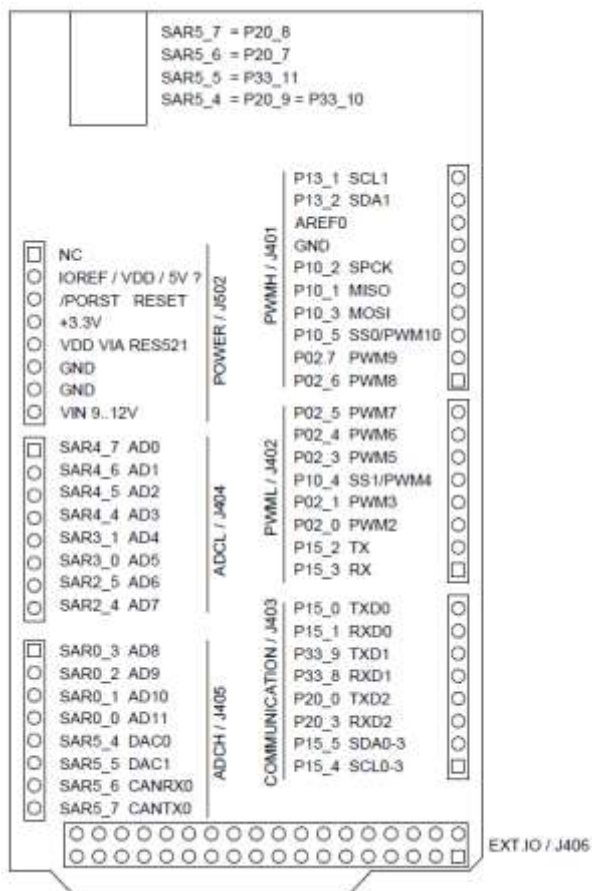 SAR5_7 = P20_8
SAR5_6 = P20_7
SAR5_5 = P33_11
SAR5_4 = P20_9 = P33_10
NC
IOREF / VDD / 5V ?
/PORST RESET
+3.3V
VDD VIA RES521
GND
GND
VIN 9..12V
POWER / J502
SAR4_7 AD0
SAR4_6 AD1
SAR4_5 AD2
SAR4_4 AD3
SAR3_1 AD4
SAR3_0 AD5
SAR2_5 AD6
SAR2_4 AD7
ADCL / J404
SAR0_3 AD8
SAR0_2 AD9
SAR0_1 AD10
SAR0_0 AD11
SAR5_4 DAC0
SAR5_5 DAC1
SAR5_6 CANRX0
SAR5_7 CANTX0
ADCH / J405
PWMH / J401
P13_1 SCL1
P13_2 SDA1
AREF0
GND
P10_2 SPCK
P10_1 MISO
P10_3 MOSI
P10_5 SS0/PWM10
P02.7 PWM9
P02_6 PWM8
PWML / J402
P02_5 PWM7
P02_4 PWM6
P02_3 PWM5
P10_4 SS1/PWM4
P02_1 PWM3
P02_0 PWM2
P15_2 TX
P15_3 RX
COMMUNICATION / J403
P15_0 TXD0
P15_1 RXD0
P33_9 TXD1
P33_8 RXD1
P20_0 TXD2
P20_3 RXD2
P15_5 SDA0-3
P15_4 SCL0-3
EXT.IO / J406